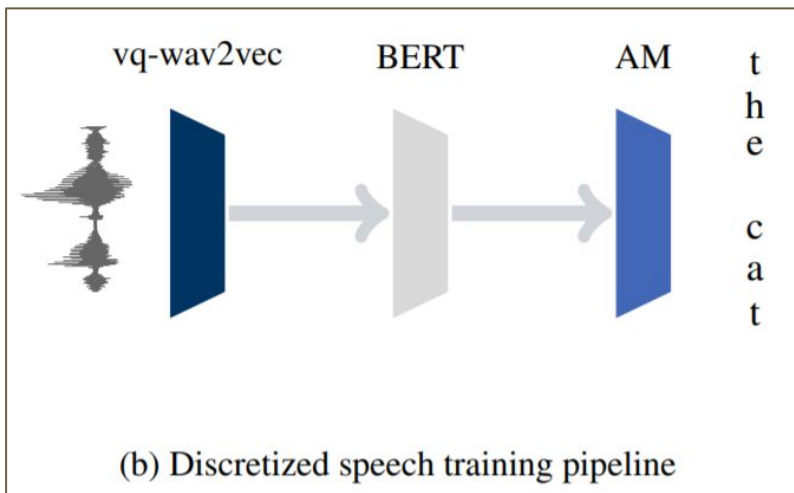 vq-wav2vec BERT AM
t
h
e
c
a
t
(b) Discretized speech training pipeline